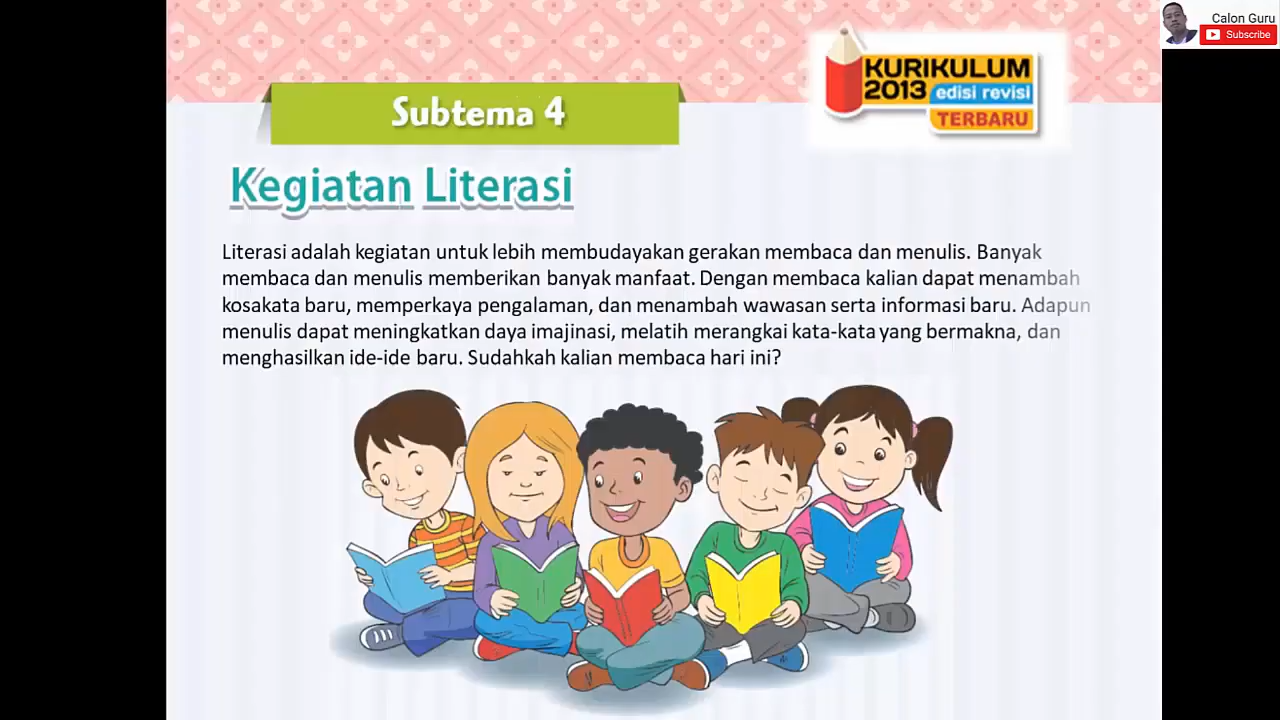 Calon Guru
Subscribe
KURIKULUM
2013 edisi revisi
TERBARU
Subtema 4
Kegiatan Literasi
Literasi adalah kegiatan untuk lebih membudayakan gerakan membaca dan menulis. Banyak
membaca dan menulis memberikan banyak manfaat. Dengan membaca kalian dapat menambah
kosakata baru, memperkaya pengalaman, dan menambah wawasan serta informasi baru. Adapun
menulis dapat meningkatkan daya imajinasi, melatih merangkai kata-kata yang bermakna, dan
menghasilkan ide-ide baru. Sudahkah kalian membaca hari ini?